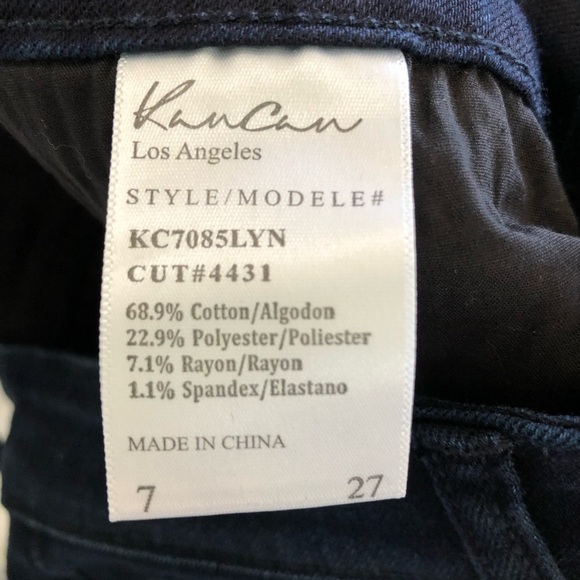 KanCan
Los Angeles
STYLE/MODELE#
KC7085LYN
CUT#4431
68.9% Cotton/Algodon
22.9% Polyester/Poliester
7.1% Rayon/Rayon
1.1% Spandex/Elastano
MADE IN CHINA
7 27